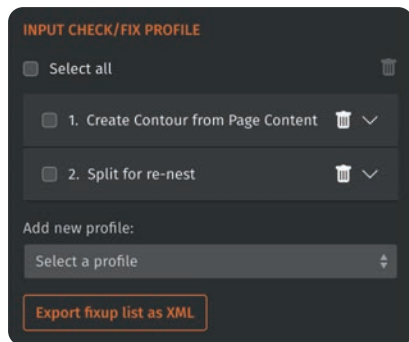 INPUT CHECK/FIX PROFILE
Select all
1. Create Contour from Page Content
2. Split for re-nest
Add new profile:
Select a profile
Export fixup list as XML